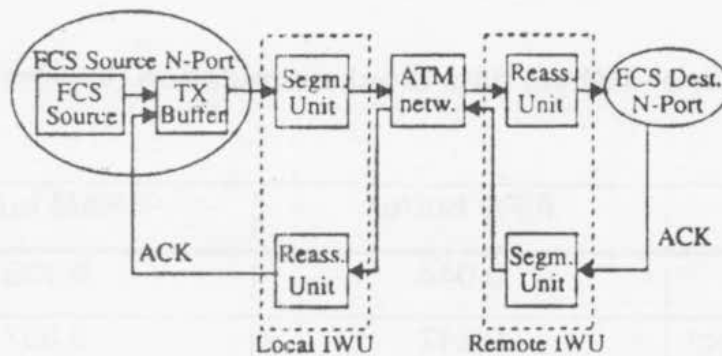 FCS Source N-Port
FCS
Source
TX
Buffer
Segm.
Unit
ATM
netw.
Reass.
Unit
FCS Dest.
N-Port
ACK
Reass.
Unit
Segm.
Unit
ACK
Local IWU
Remote IWU